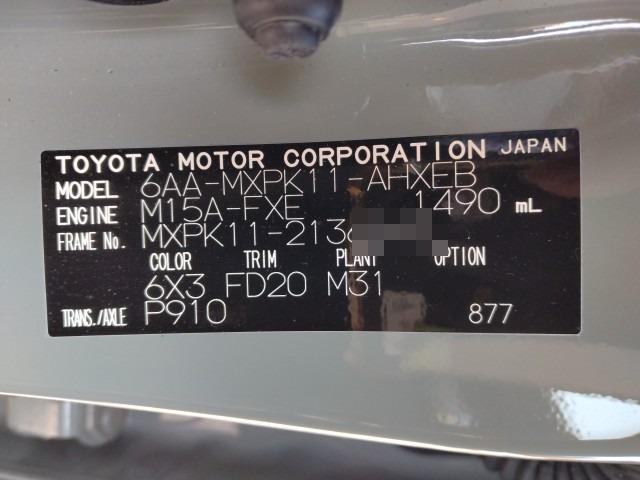 TOYOTA MOTOR CORPORATION JAPAN
MODEL 6AA-MXPK11-AHXEB
ENGINE M15A-FXE 1490 mL
FRAME No. MXPK11-2136
COLOR TRIM PLANT OPTION
6X3 FD20 M31
TRANS./AXLE P910 877